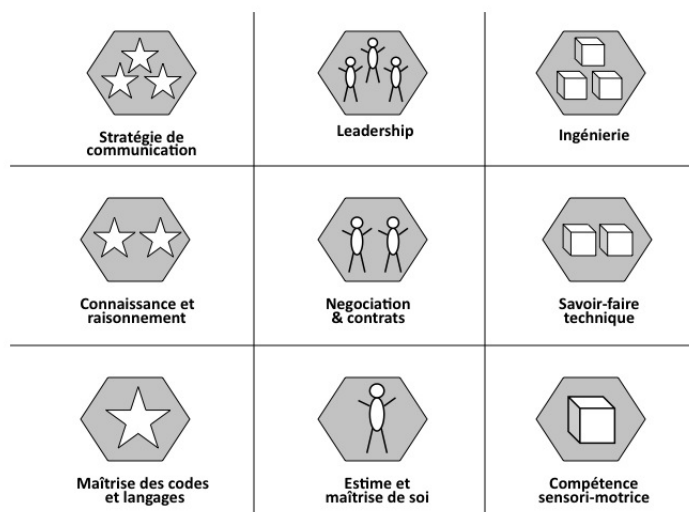 Stratégie de
communication
Leadership
Ingénierie
Connaissance et
raisonnement
Negociation
& contrats
Savoir-faire
technique
Maîtrise des codes
et langages
Estime et
maîtrise de soi
Compétence
sensori-motrice